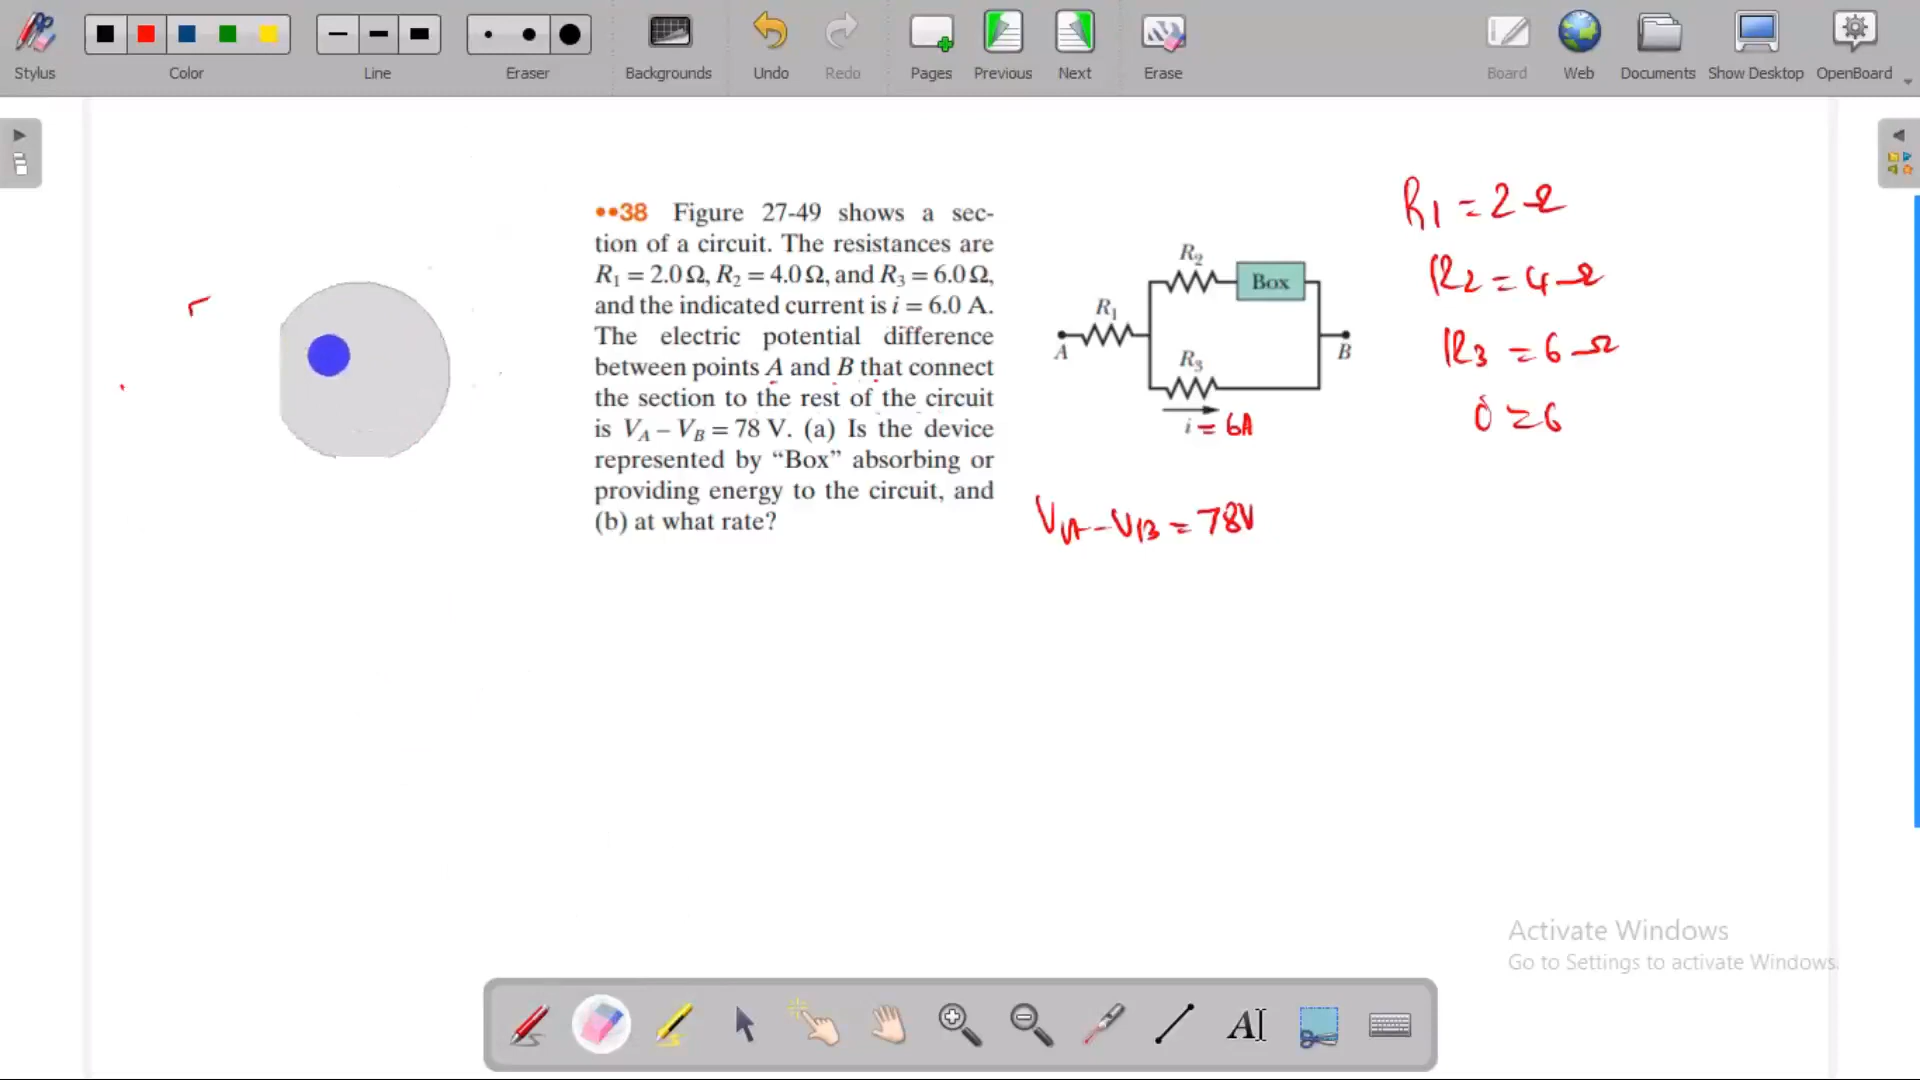 Stylus
Color
Line
Eraser
Backgrounds
Undo
Redo
Pages
Previous
Next
Erase
Board
Web
Documents
Show Desktop
OpenBoard
••38 Figure 27-49 shows a sec-
tion of a circuit. The resistances are
R₁ = 2.0 Ω, R₂ = 4.0 Ω, and R₃ = 6.0 Ω,
and the indicated current is i = 6.0 A.
The electric potential difference
between points A and B that connect
the section to the rest of the circuit
is V_A – V_B = 78 V. (a) Is the device
represented by “Box” absorbing or
providing energy to the circuit, and
(b) at what rate?
R₂
Box
R₁
A
B
R₃
i = 6A
R₁ = 2 Ω
R₂ = 4 Ω
R₃ = 6 Ω
i = 6
V_A - V_B = 78V
Activate Windows
Go to Settings to activate Windows.
A